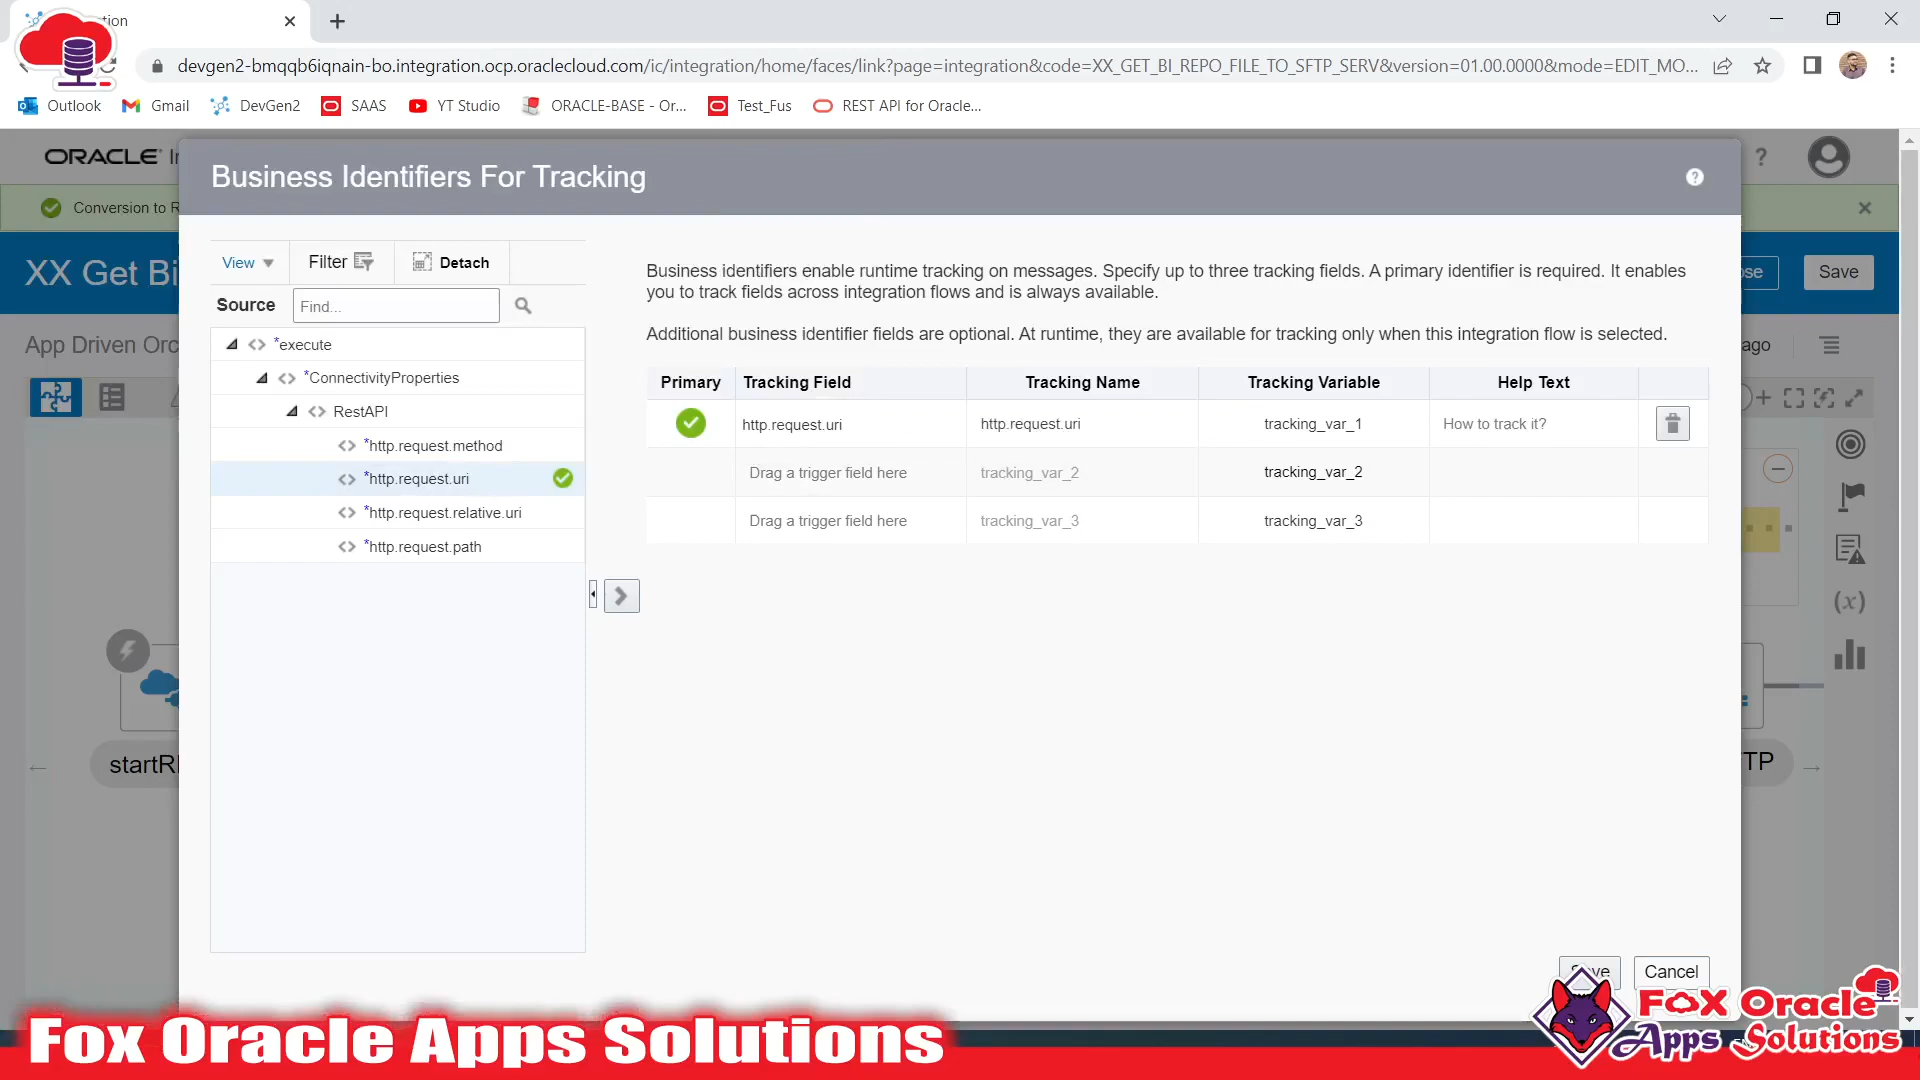 devgen2-bmqqb6iqnain-bo.integration.ocp.oraclecloud.com/ic/integration/home/faces/link?page=integration&code=XX_GET_BI_REPO_FILE_TO_SFTP_SERV&version=01.00.0000&mode=EDIT_MO...
Outlook
Gmail
DevGen2
SAAS
YT Studio
ORACLE-BASE - Or...
Test_Fus
REST API for Oracle...
ORACLE
Business Identifiers For Tracking
?
?
Conversion to R
XX Get Bi
Save
App Driven Orc
ago
View
Filter
Detach
Source
Find...
*execute
*ConnectivityProperties
RestAPI
*http.request.method
*http.request.uri
*http.request.relative.uri
*http.request.path
Business identifiers enable runtime tracking on messages. Specify up to three tracking fields. A primary identifier is required. It enables
you to track fields across integration flows and is always available.
Additional business identifier fields are optional. At runtime, they are available for tracking only when this integration flow is selected.
Primary Tracking Field Tracking Name Tracking Variable Help Text
http.request.uri http.request.uri tracking_var_1 How to track it?
Drag a trigger field here tracking_var_2 tracking_var_2
Drag a trigger field here tracking_var_3 tracking_var_3
(x)
startR
TP
Save
Cancel
Fox Oracle Apps Solutions
Fox Oracle
Apps Solutions